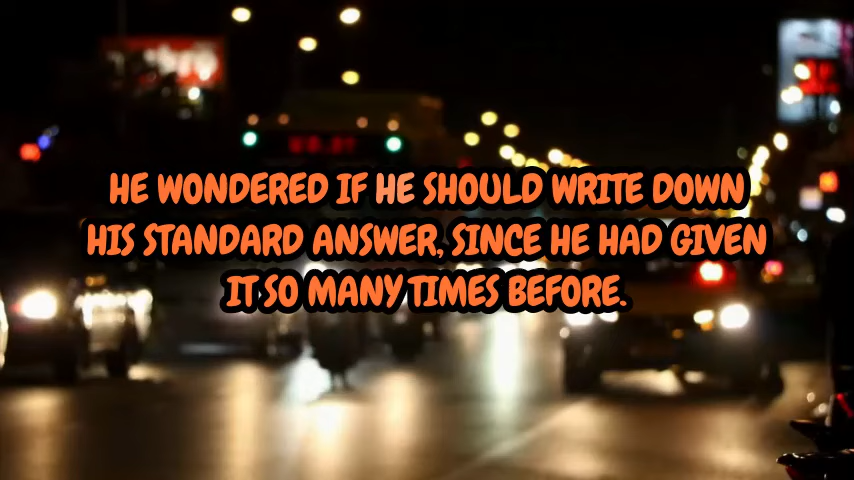 HE WONDERED IF HE SHOULD WRITE DOWN
HIS STANDARD ANSWER, SINCE HE HAD GIVEN
IT SO MANY TIMES BEFORE.